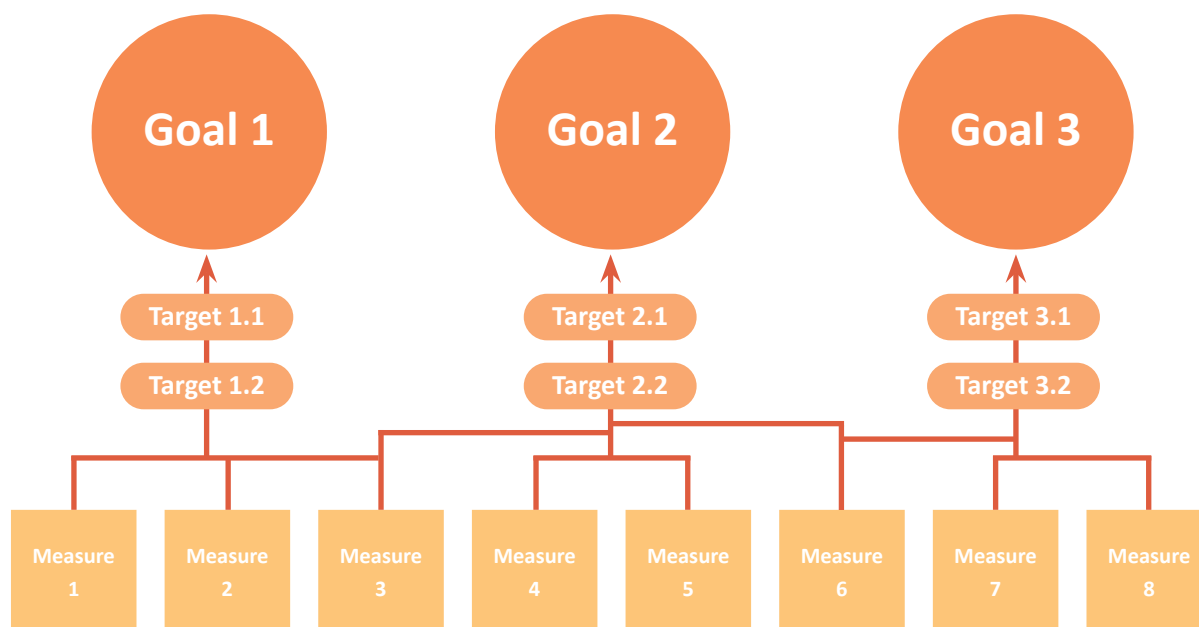 Goal 1
Goal 2
Goal 3
Target 1.1
Target 2.1
Target 3.1
Target 1.2
Target 2.2
Target 3.2
Measure
1
Measure
2
Measure
3
Measure
4
Measure
5
Measure
6
Measure
7
Measure
8